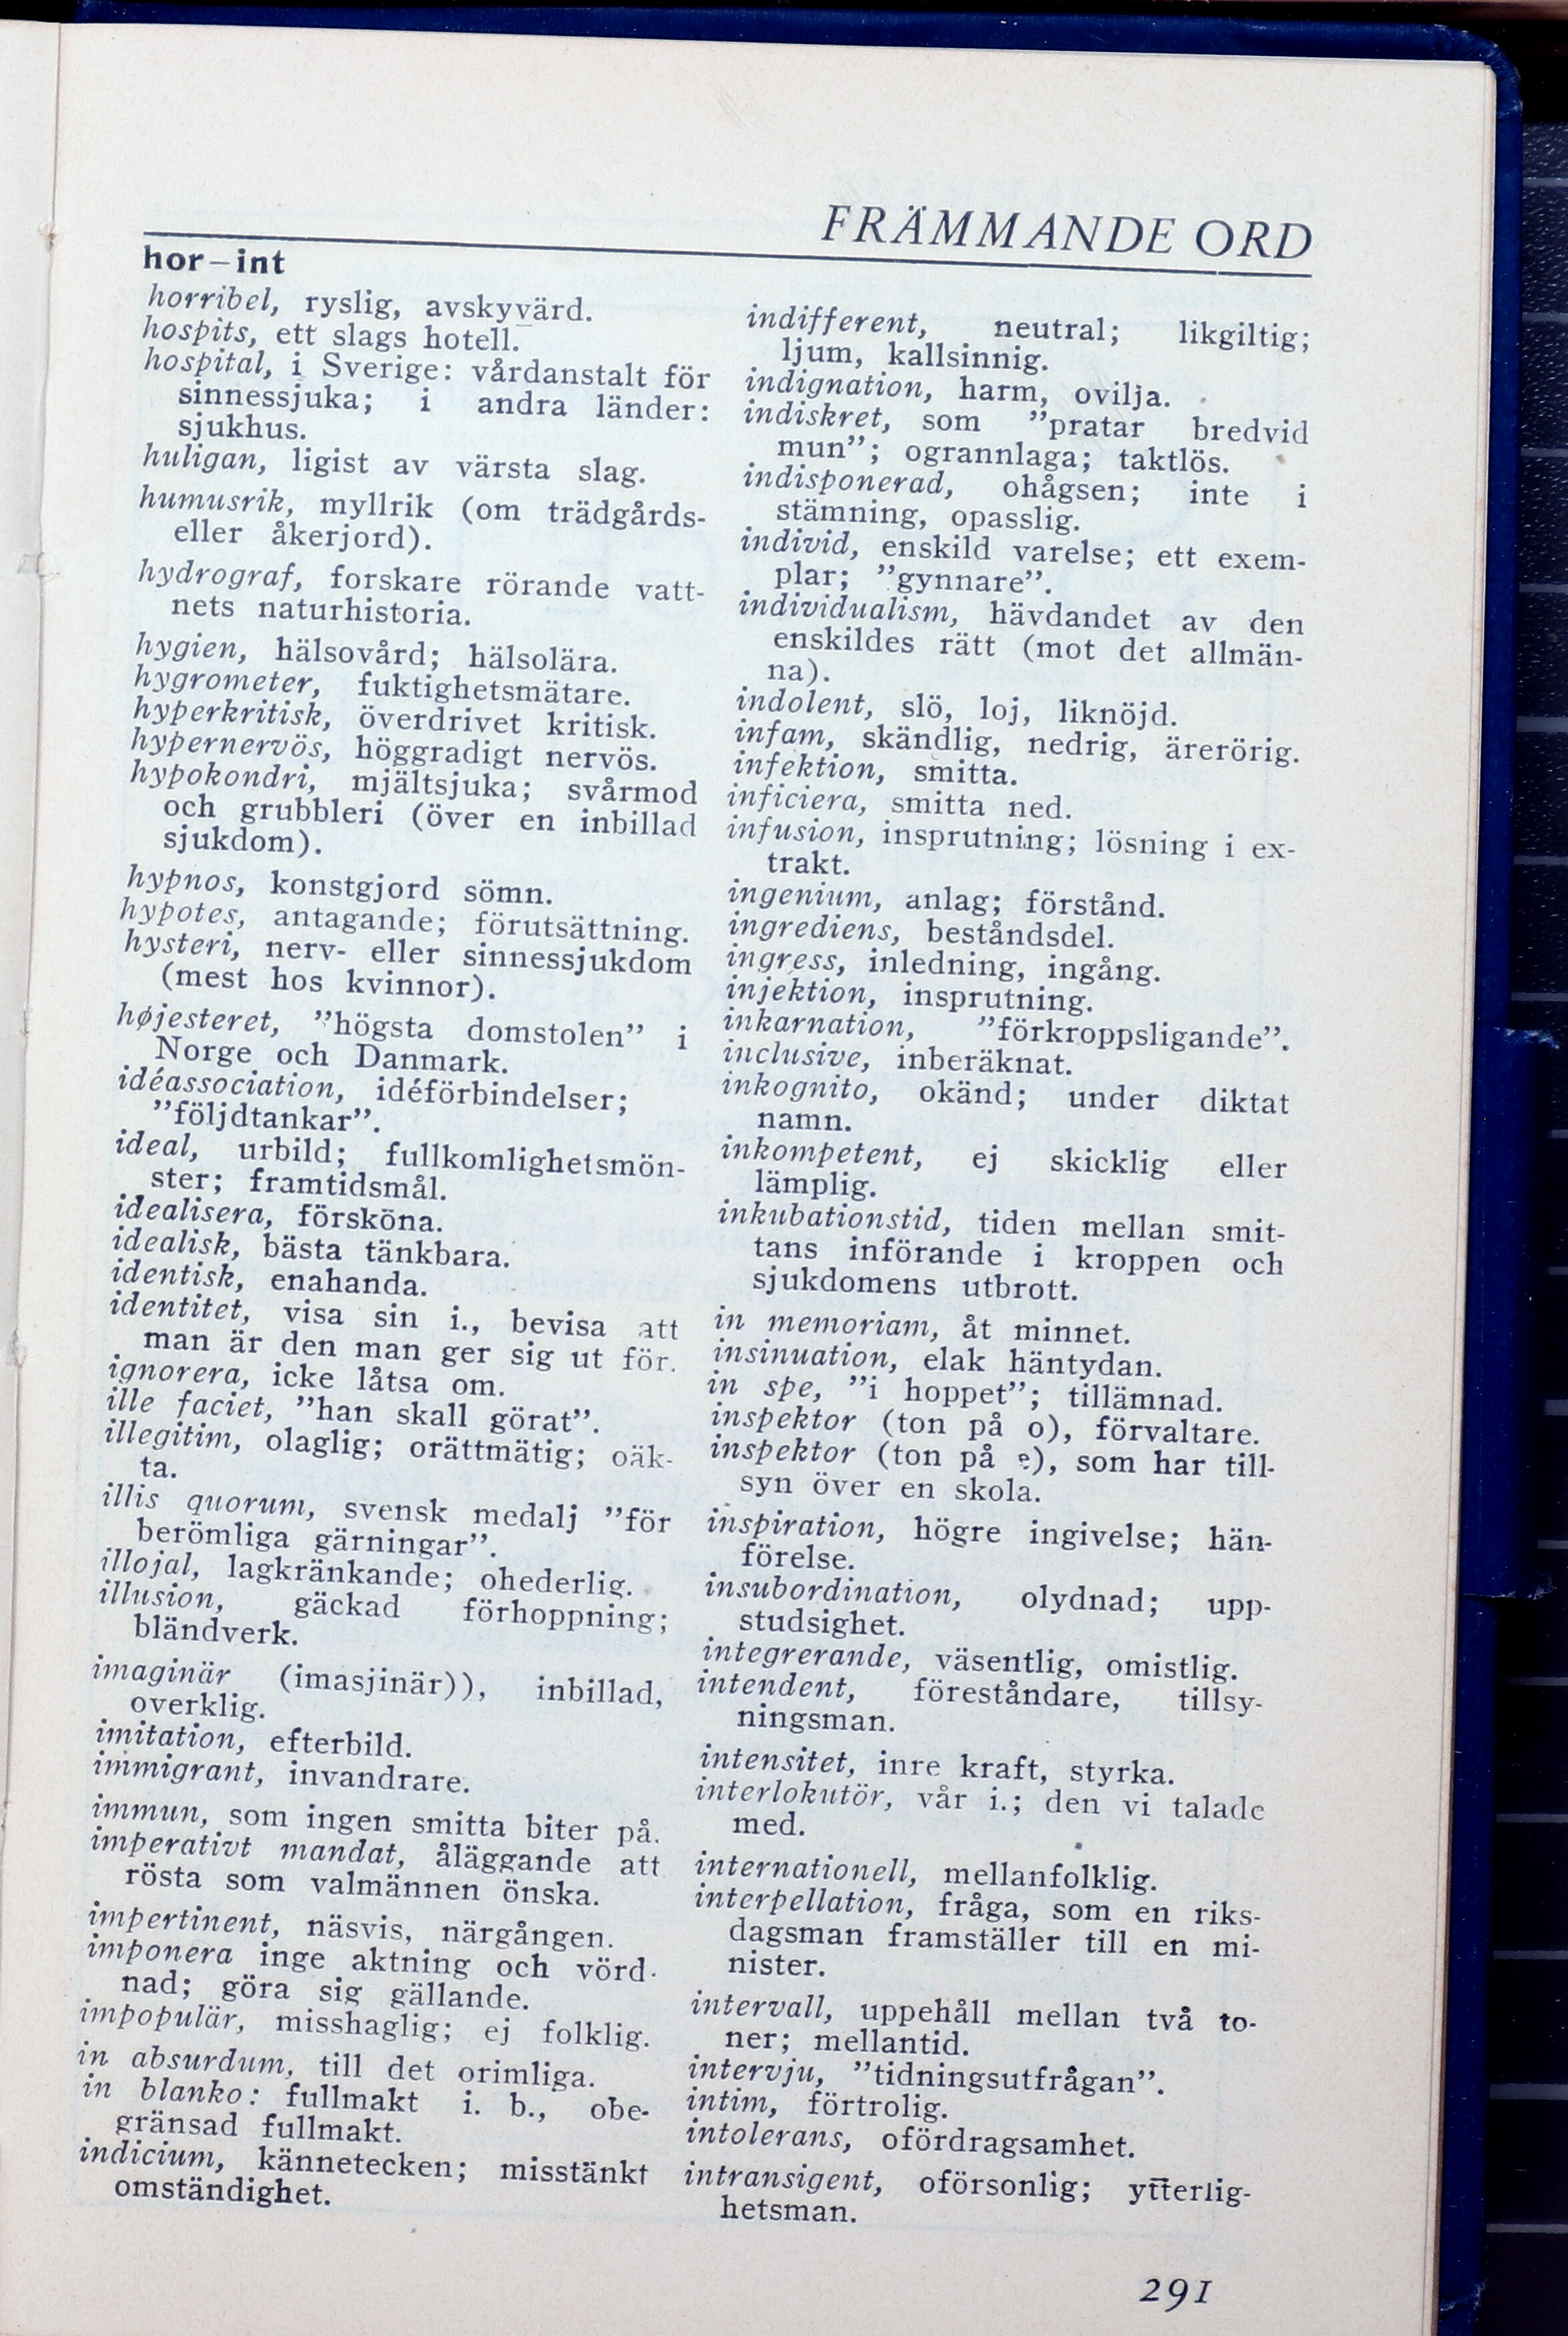 FRÄMMANDE ORD
hor–int
horribel, ryslig, avskyvärd.
hospits, ett slags hotell.
hospital, i Sverige: vårdanstalt för
sinnessjuka; i andra länder:
sjukhus.
huligan, ligist av värsta slag.
humusrik, myllrik (om trädgårds-
eller åkerjord).
hydrograf, forskare rörande vatt-
nets naturhistoria.
hygien, hälsovård; hälsolära.
hygrometer, fuktighetsmätare.
hyperkritisk, överdrivet kritisk.
hypernervös, höggradigt nervös.
hypokondri, mjältsjuka; svårmod
och grubbleri (över en inbillad
sjukdom).
hypnos, konstgjord sömn.
hypotes, antagande; förutsättning.
hysteri, nerv- eller sinnessjukdom
(mest hos kvinnor).
højesteret, ”högsta domstolen” i
Norge och Danmark.
idéassociation, idéförbindelser;
”följdtankar”.
ideal, urbild; fullkomlighetsmön-
ster; framtidsmål.
idealisera, försköna.
idealisk, bästa tänkbara.
identisk, enahanda.
identitet, visa sin i., bevisa att
man är den man ger sig ut för.
ignorera, icke låtsa om.
ille faciet, ”han skall görat”.
illegitim, olaglig; orättmätig; oäk-
ta.
illis quorum, svensk medalj ”för
berömliga gärningar”.
illojal, lagkränkande; ohederlig.
illusion, gäckad förhoppning;
bländverk.
imaginär (imasjinär)), inbillad,
overklig.
imitation, efterbild.
immigrant, invandrare.
immun, som ingen smitta biter på.
imperativt mandat, åläggande att
rösta som valmännen önska.
impertinent, näsvis, närgången.
imponera inge aktning och vörd-
nad; göra sig gällande.
impopulär, misshaglig; ej folklig.
in absurdum, till det orimliga.
in blanko: fullmakt i. b., obe-
gränsad fullmakt.
indicium, kännetecken; misstänkt
omständighet.
indifferent, neutral; likgiltig;
ljum, kallsinnig.
indignation, harm, ovilja.
indiskret, som ”pratar bredvid
mun”; ogrannlaga; taktlös.
indisponerad, ohågsen; inte i
stämning, opasslig.
individ, enskild varelse; ett exem-
plar; ”gynnare”.
individualism, hävdandet av den
enskildes rätt (mot det allmän-
na).
indolent, slö, loj, liknöjd.
infam, skändlig, nedrig, ärerörig.
infektion, smitta.
inficiera, smitta ned.
infusion, insprutning; lösning i ex-
trakt.
ingenium, anlag; förstånd.
ingrediens, beståndsdel.
ingress, inledning, ingång.
injektion, insprutning.
inkarnation, ”förkroppsligande”.
inclusive, inberäknat.
inkognito, okänd; under diktat
namn.
inkompetent, ej skicklig eller
lämplig.
inkubationstid, tiden mellan smit-
tans införande i kroppen och
sjukdomens utbrott.
in memoriam, åt minnet.
insinuation, elak häntydan.
in spe, ”i hoppet”; tillämnad.
inspektor (ton på o), förvaltare.
inspektor (ton på e), som har till-
syn över en skola.
inspiration, högre ingivelse; hän-
förelse.
insubordination, olydnad; upp-
studsighet.
integrerande, väsentlig, omistlig.
intendent, föreståndare, tillsy-
ningsman.
intensitet, inre kraft, styrka.
interlokutör, vår i.; den vi talade
med.
internationell, mellanfolklig.
interpellation, fråga, som en riks-
dagsman framställer till en mi-
nister.
intervall, uppehåll mellan två to-
ner; mellantid.
intervju, ”tidningsutfrågan”.
intim, förtrolig.
intolerans, ofördragsamhet.
intransigent, oförsonlig; ytterlig-
hetsman.
291